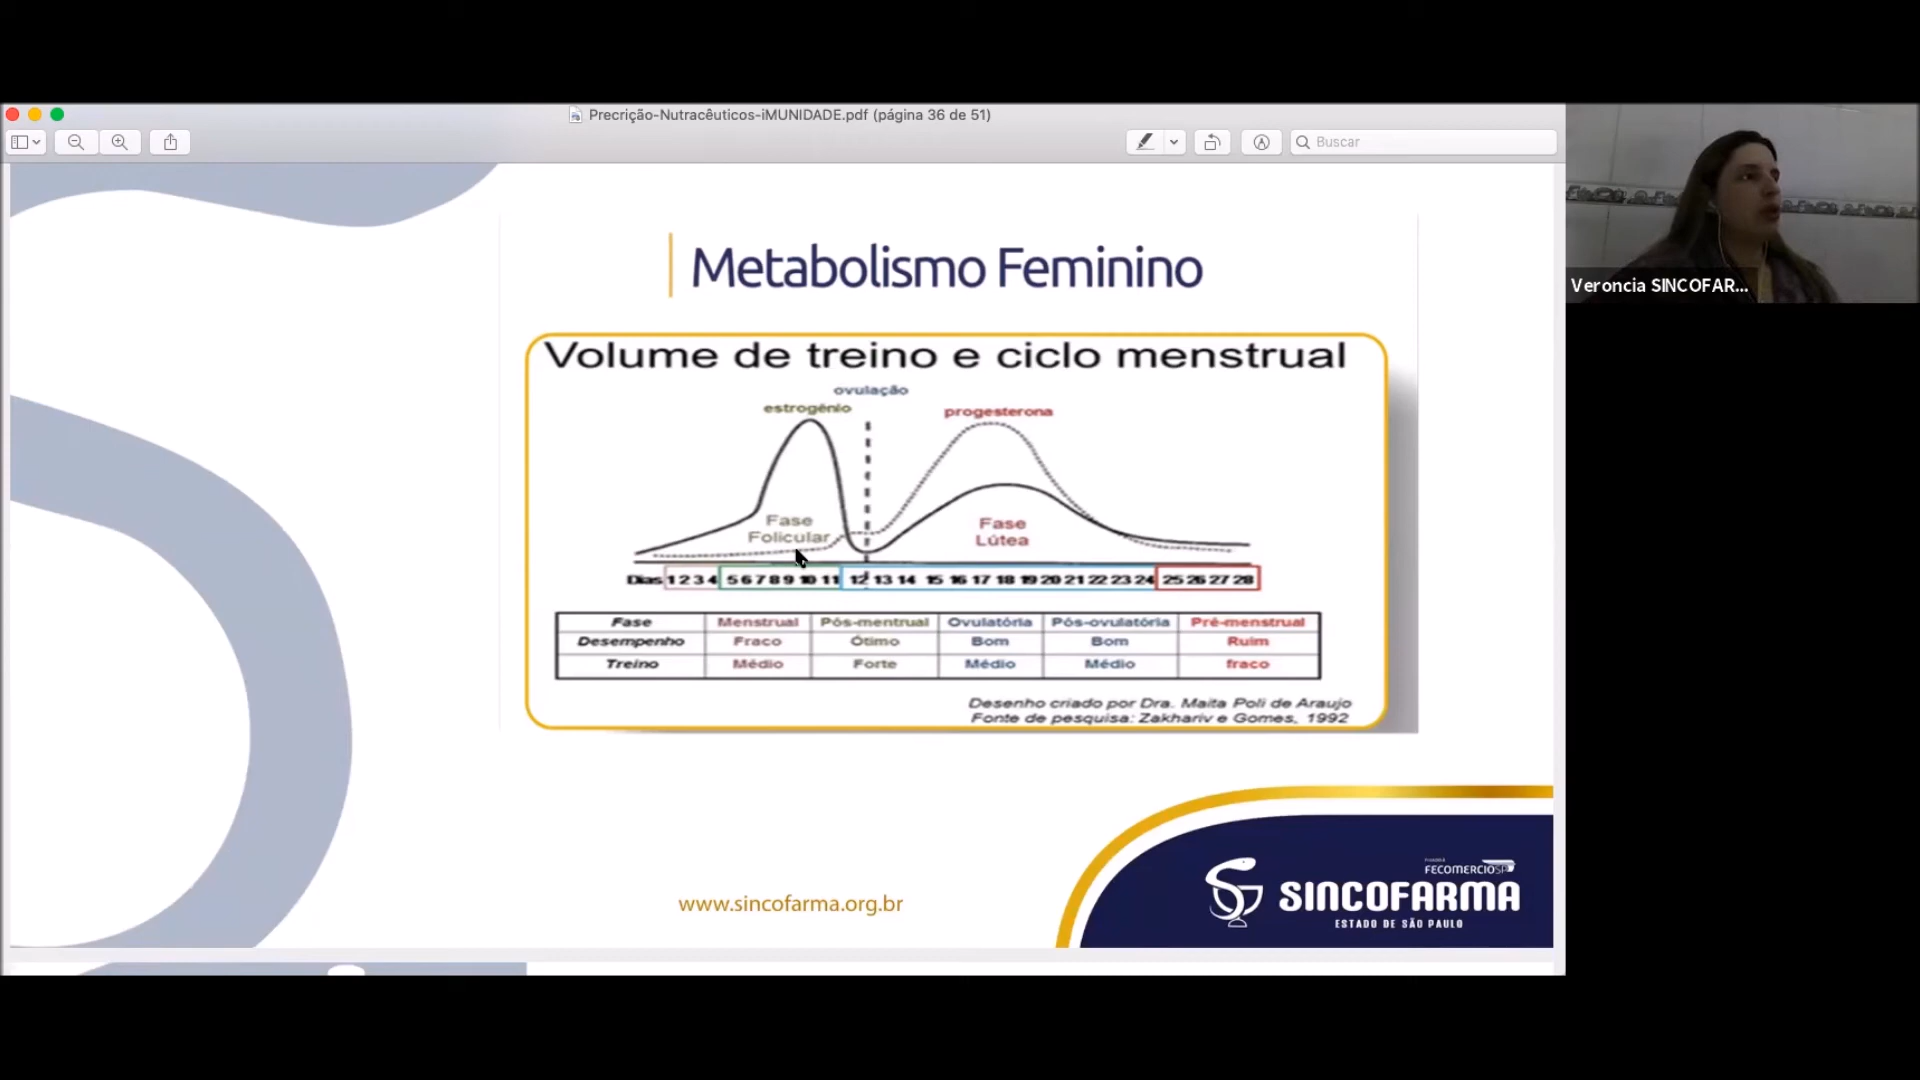 Precrição-Nutracêuticos-iMUNIDADE.pdf (página 36 de 51)
Buscar
Veroncia SINCOFAR...
Metabolismo Feminino
Volume de treino e ciclo menstrual
ovulação
estrogênio
progesterona
Fase
Folicular
Fase
Lútea
Dias 1 2 3 4 5 6 7 8 9 10 11 12 13 14 15 16 17 18 19 20 21 22 23 24 25 26 27 28
Fase Menstrual Pós-mentrual Ovulatória Pós-ovulatória Pré-menstrual
Desempenho Fraco Ótimo Bom Bom Ruim
Treino Médio Forte Médio Médio fraco
Desenho criado por Dra. Maita Poli de Araujo
Fonte de pesquisa: Zakhariv e Gomes, 1992
www.sincofarma.org.br
FECOMERCIOSP
SINCOFARMA
ESTADO DE SÃO PAULO